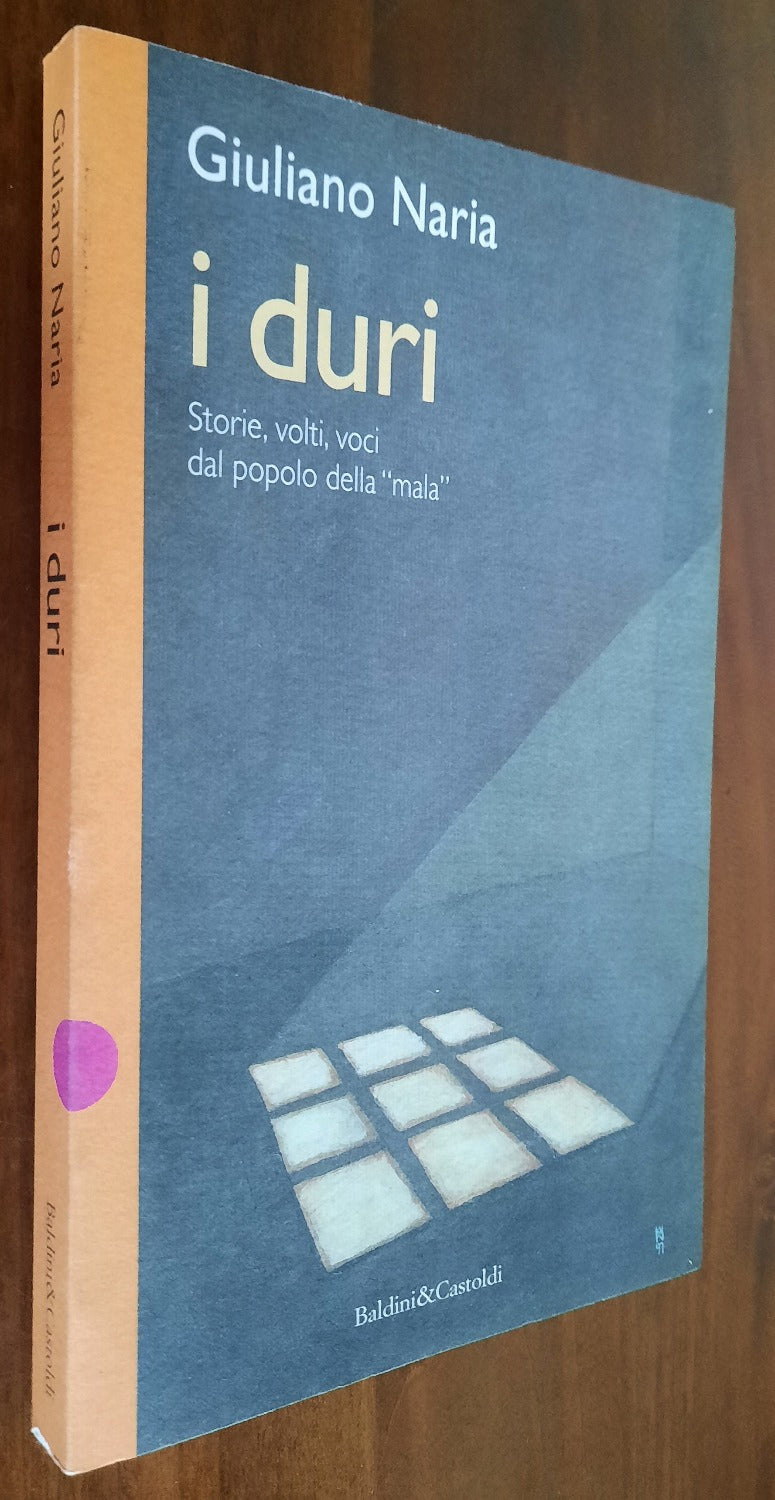 Giuliano Naria
i duri
Storie, volti, voci
dal popolo della "mala"
Baldini&Castoldi
Giuliano Naria
i duri
Baldini&Castoldi